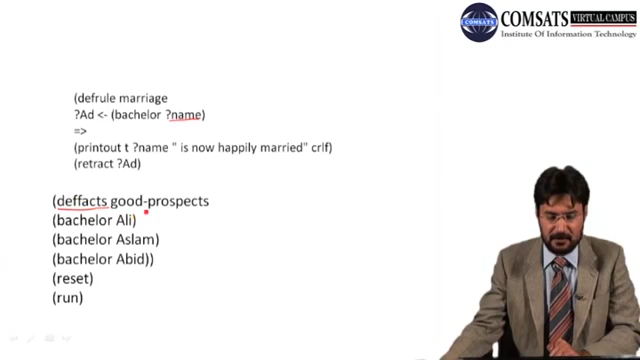 COMSATS VIRTUAL CAMPUS
Institute Of Information Technology
(defrule marriage
?Ad <- (bachelor ?name)
=>
(printout t ?name " is now happily married" crlf)
(retract ?Ad)
(deffacts good-prospects
(bachelor Ali)
(bachelor Aslam)
(bachelor Abid))
(reset)
(run)